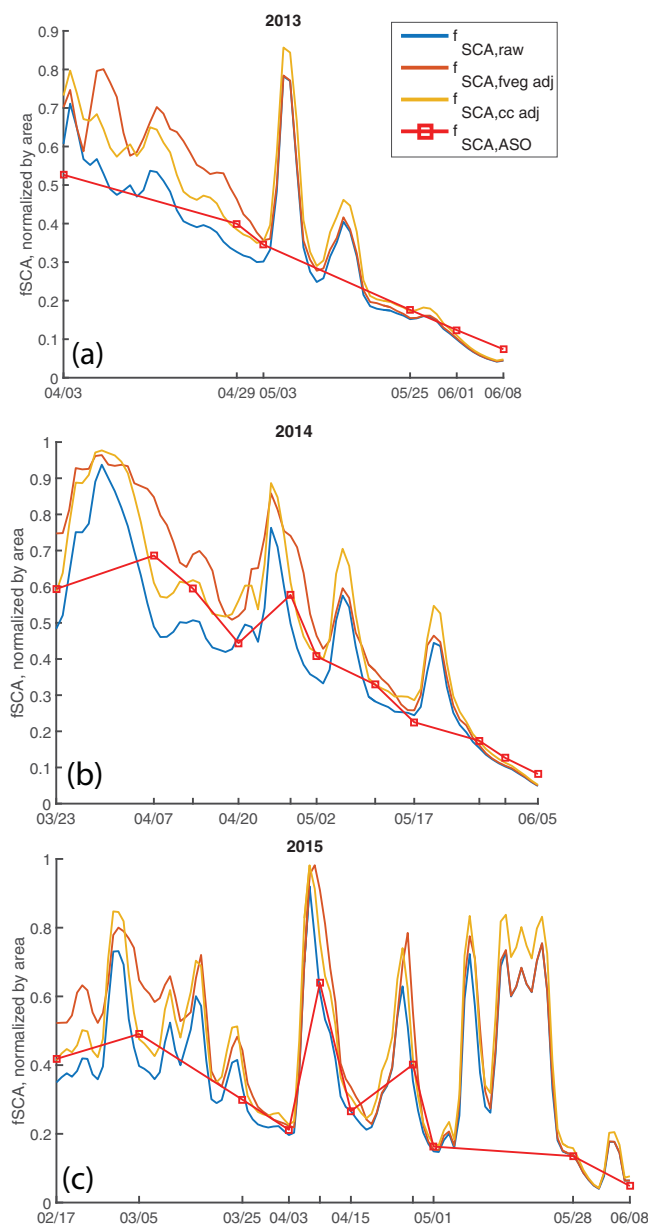 2013
f
SCA,raw
f
SCA,fveg adj
f
SCA,cc adj
f
SCA,ASO
fSCA, normalized by area
0.9
0.8
0.7
0.6
0.5
0.4
0.3
0.2
0.1
0
(a)
04/03 04/29 05/03 05/25 06/01 06/08
2014
fSCA, normalized by area
1
0.9
0.8
0.7
0.6
0.5
0.4
0.3
0.2
0.1
0
(b)
03/23 04/07 04/20 05/02 05/17 06/05
2015
fSCA, normalized by area
1
0.8
0.6
0.4
0.2
0
(c)
02/17 03/05 03/25 04/03 04/15 05/01 05/28 06/08